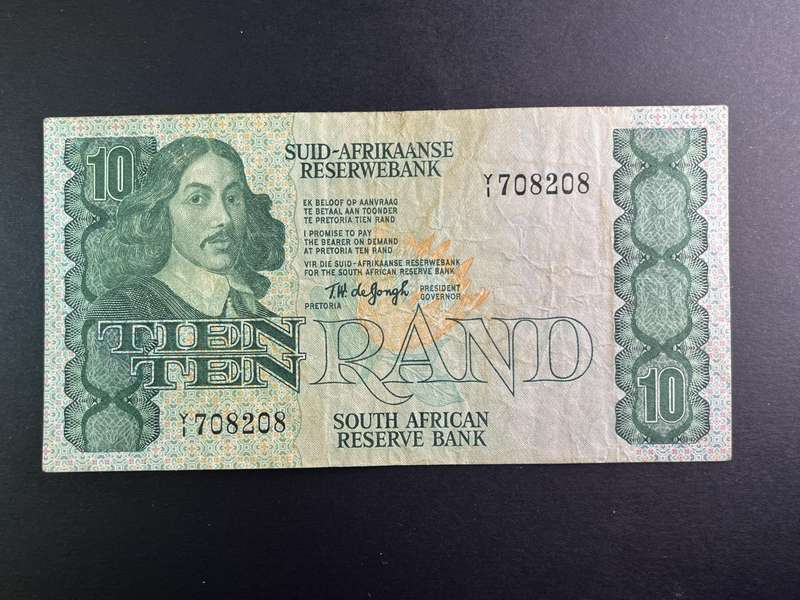 10
SUID-AFRIKAANSE
RESERWEBANK
Y/1 708208
EK BELOOF OP AANVRAAG
TE BETAAL AAN TOONDER
TE PRETORIA TIEN RAND
I PROMISE TO PAY
THE BEARER ON DEMAND
AT PRETORIA TEN RAND
VIR DIE SUID-AFRIKAANSE RESERWEBANK
FOR THE SOUTH AFRICAN RESERVE BANK
T.W. de Jongh
PRESIDENT
GOVERNOR
PRETORIA
TIEN
TEN
RAND
10
Y/1 708208
SOUTH AFRICAN
RESERVE BANK